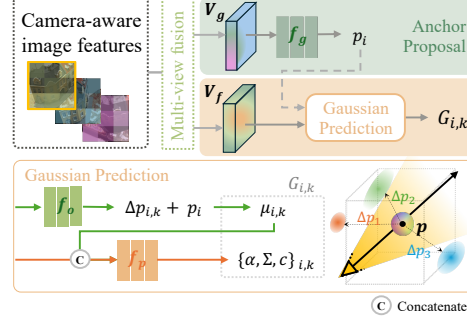 Camera-aware
image features
Multi-view fusion
V_g
f_g
p_i
Anchor
Proposal
V_f
Gaussian
Prediction
G_{i,k}
Gaussian Prediction
f_o
Δp_{i,k} + p_i
μ_{i,k}
G_{i,k}
C
f_p
{α, Σ, c}_{i,k}
Δp_2
Δp_1
p
Δp_3
C Concatenate